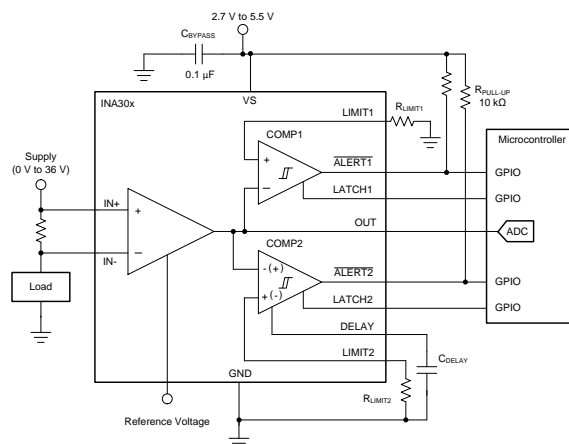 2.7 V to 5.5 V
CBYPASS
0.1 µF
RPULL-UP
10 kΩ
INA30x
VS
LIMIT1
RLIMIT1
Microcontroller
COMP1
Supply
(0 V to 36 V)
+
ALERT1
GPIO
−
LATCH1
GPIO
IN+
+
OUT
ADC
IN-
−
COMP2
Load
- (+)
ALERT2
GPIO
+ (-)
LATCH2
GPIO
DELAY
LIMIT2
CDELAY
GND
RLIMIT2
Reference Voltage